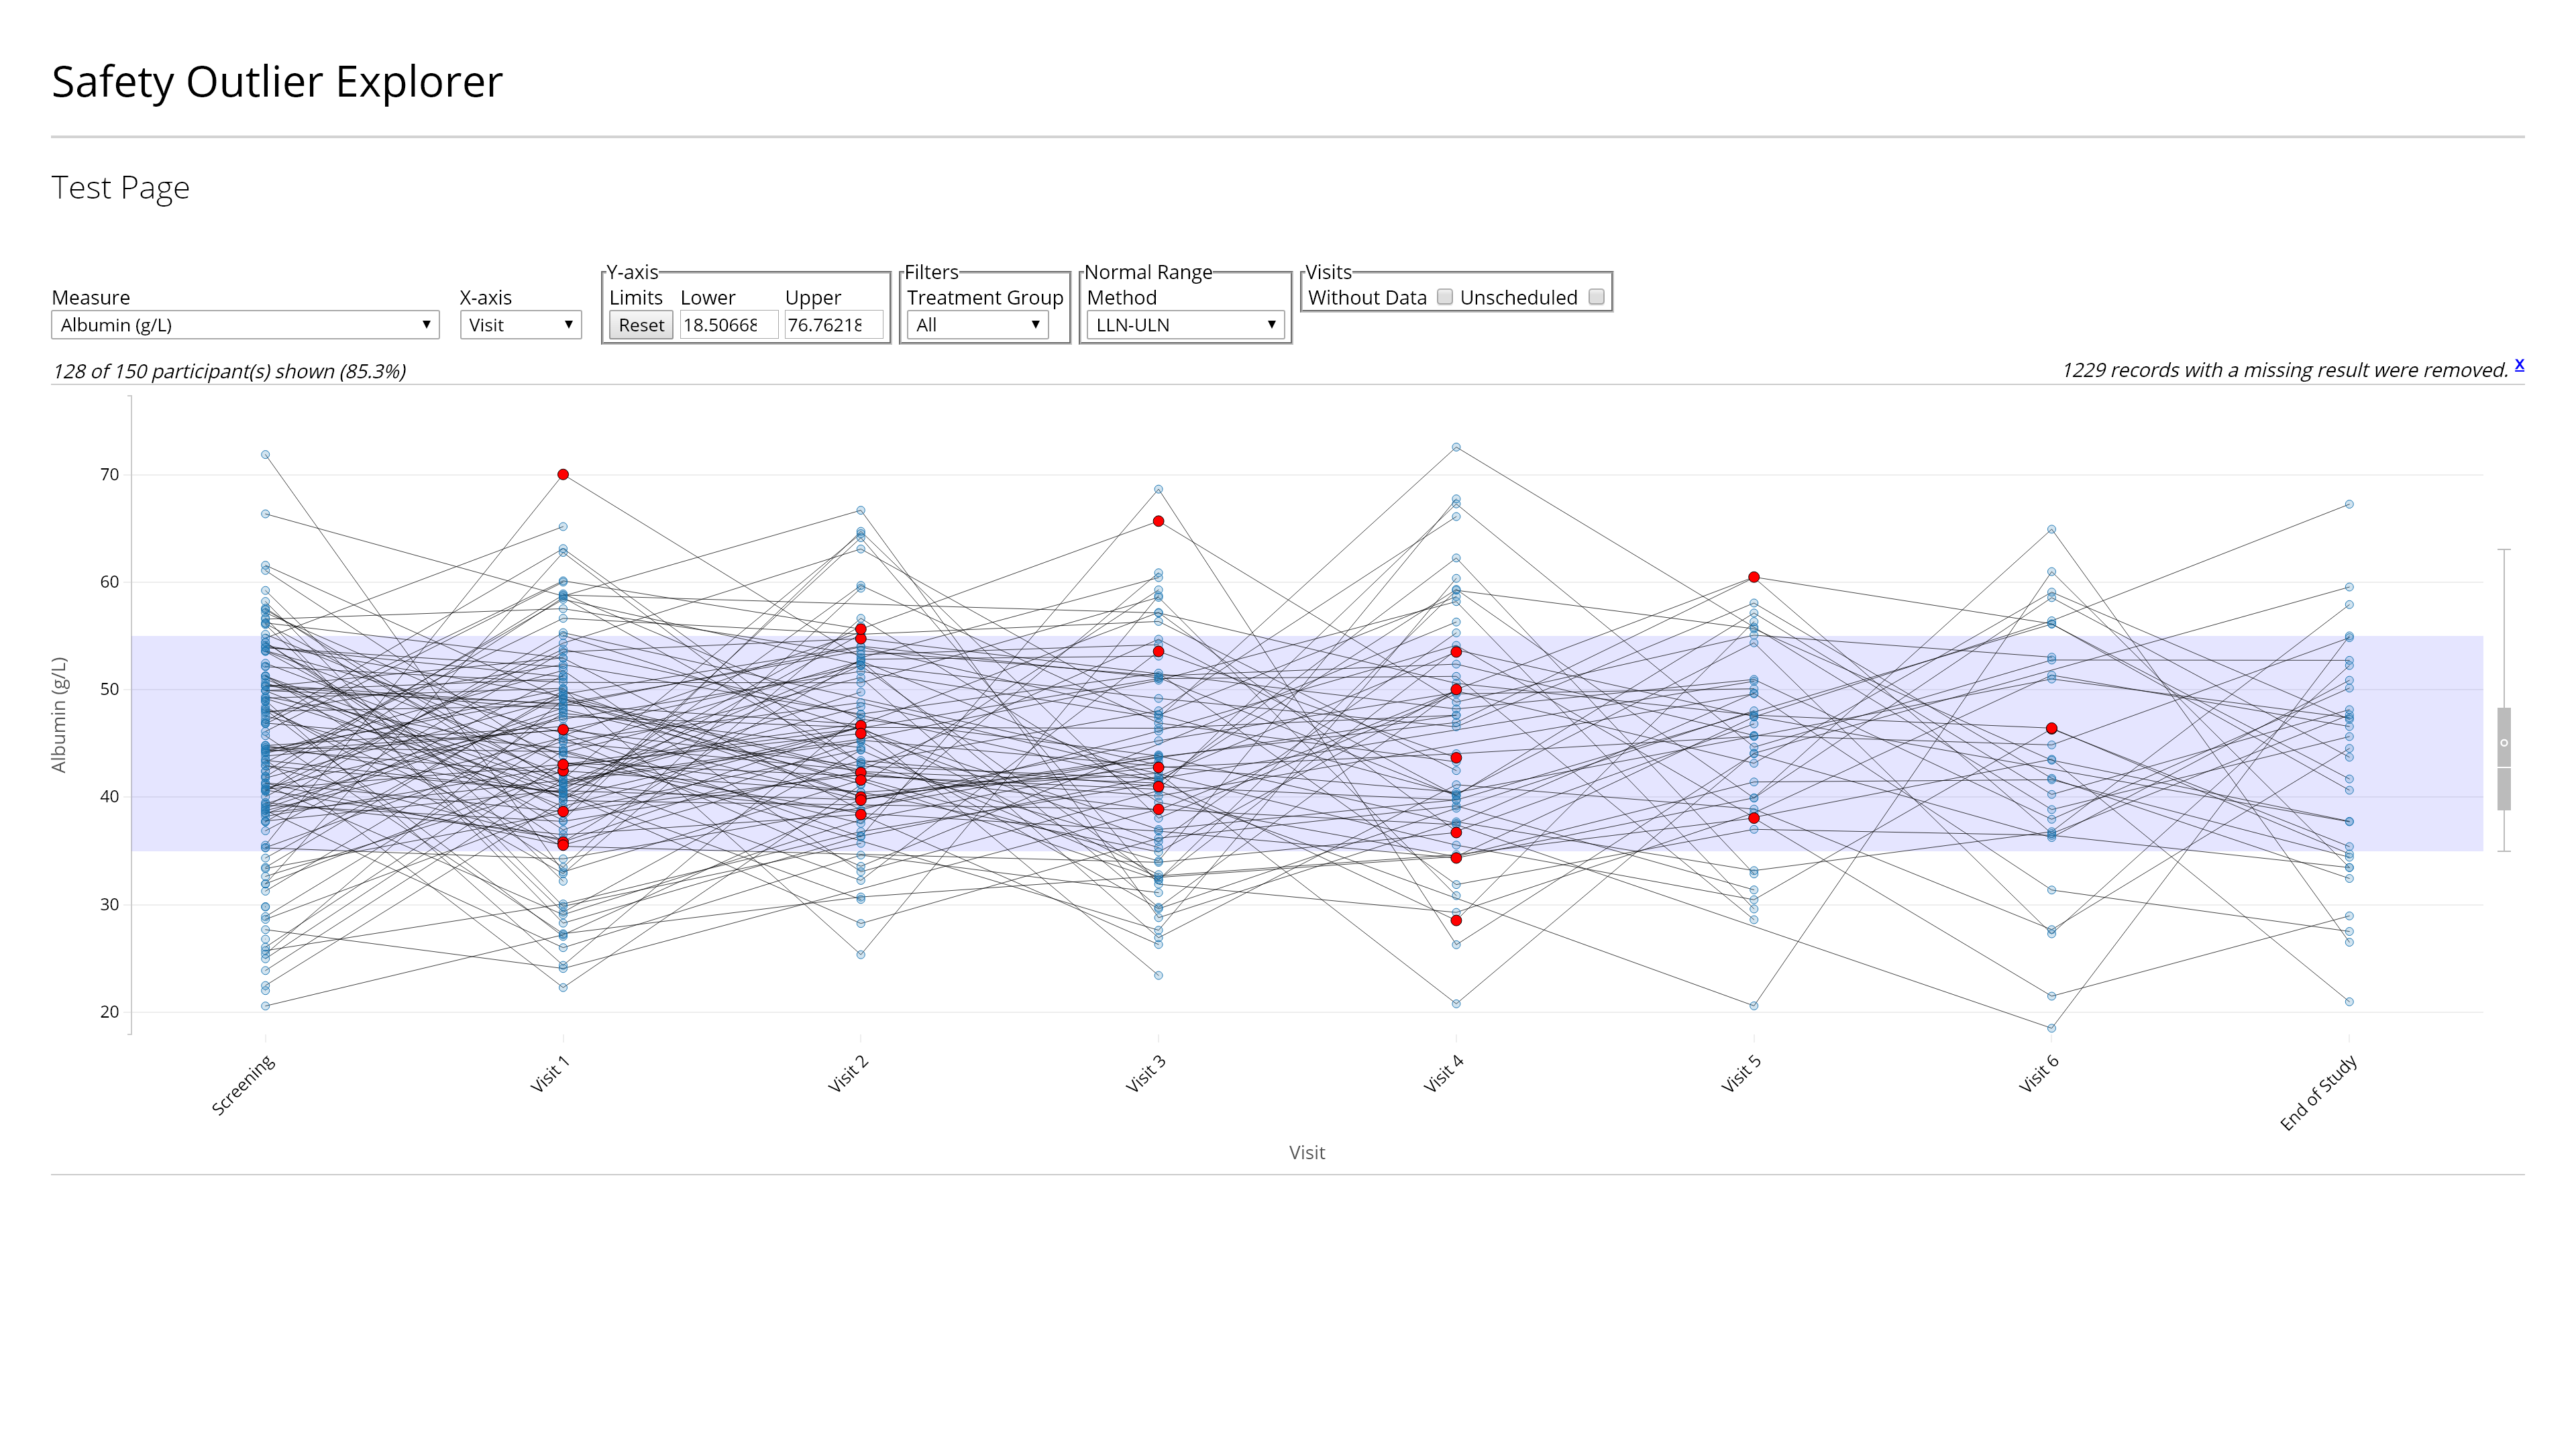 Safety Outlier Explorer
Test Page
Y-axis Filters Normal Range Visits
Measure X-axis Limits Lower Upper Treatment Group Method Without Data Unscheduled
Albumin (g/L) Visit Reset 18.50668 76.76218 All LLN-ULN
128 of 150 participant(s) shown (85.3%) 1229 records with a missing result were removed. x
70
60
50
40
30
20
Albumin (g/L)
Screening Visit 1 Visit 2 Visit 3 Visit 4 Visit 5 Visit 6 End of Study
Visit